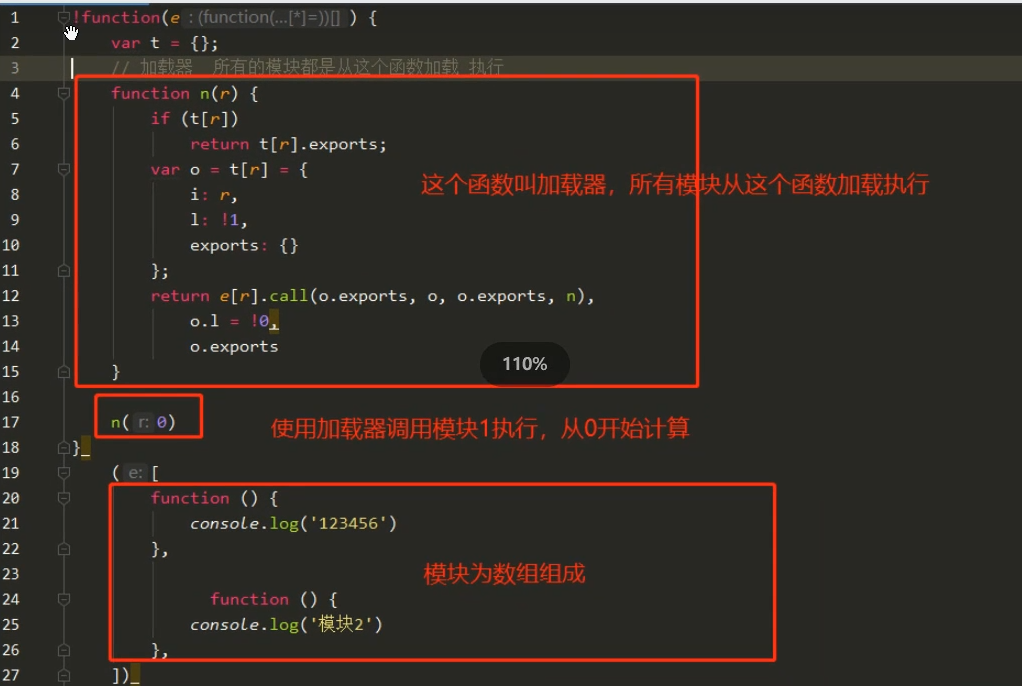 1 !function(e : (function(...[*]=))[] ) {
2 var t = {};
3 // 加载器 所有的模块都是从这个函数加载 执行
4 function n(r) {
5 if (t[r])
6 return t[r].exports;
7 var o = t[r] = {
这个函数叫加载器，所有模块从这个函数加载执行
8 i: r,
9 l: !1,
10 exports: {}
11 };
12 return e[r].call(o.exports, o, o.exports, n),
13 o.l = !0,
14 o.exports
110%
15 }
16
17 n( r: 0)
使用加载器调用模块1执行，从0开始计算
18 }
19 ( e: [
20 function () {
21 console.log('123456')
22 },
模块为数组组成
23
24 function () {
25 console.log('模块2')
26 },
27 ])